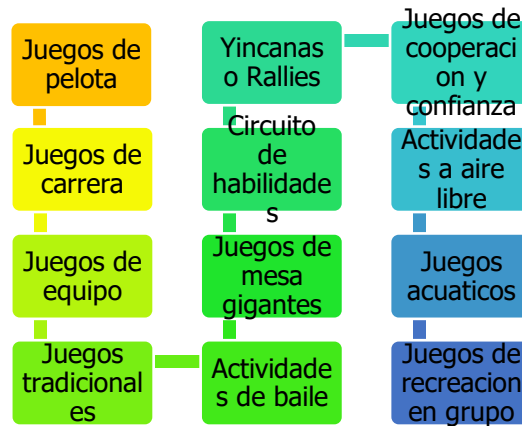 Juegos de
pelota
Juegos de
carrera
Juegos de
equipo
Juegos
tradicional
es
Actividade
s de baile
Juegos de
mesa
gigantes
Circuito
de
habilidade
s
Yincanas
o Rallies
Juegos de
cooperaci
on y
confianza
Actividade
s a aire
libre
Juegos
acuaticos
Juegos de
recreacion
en grupo